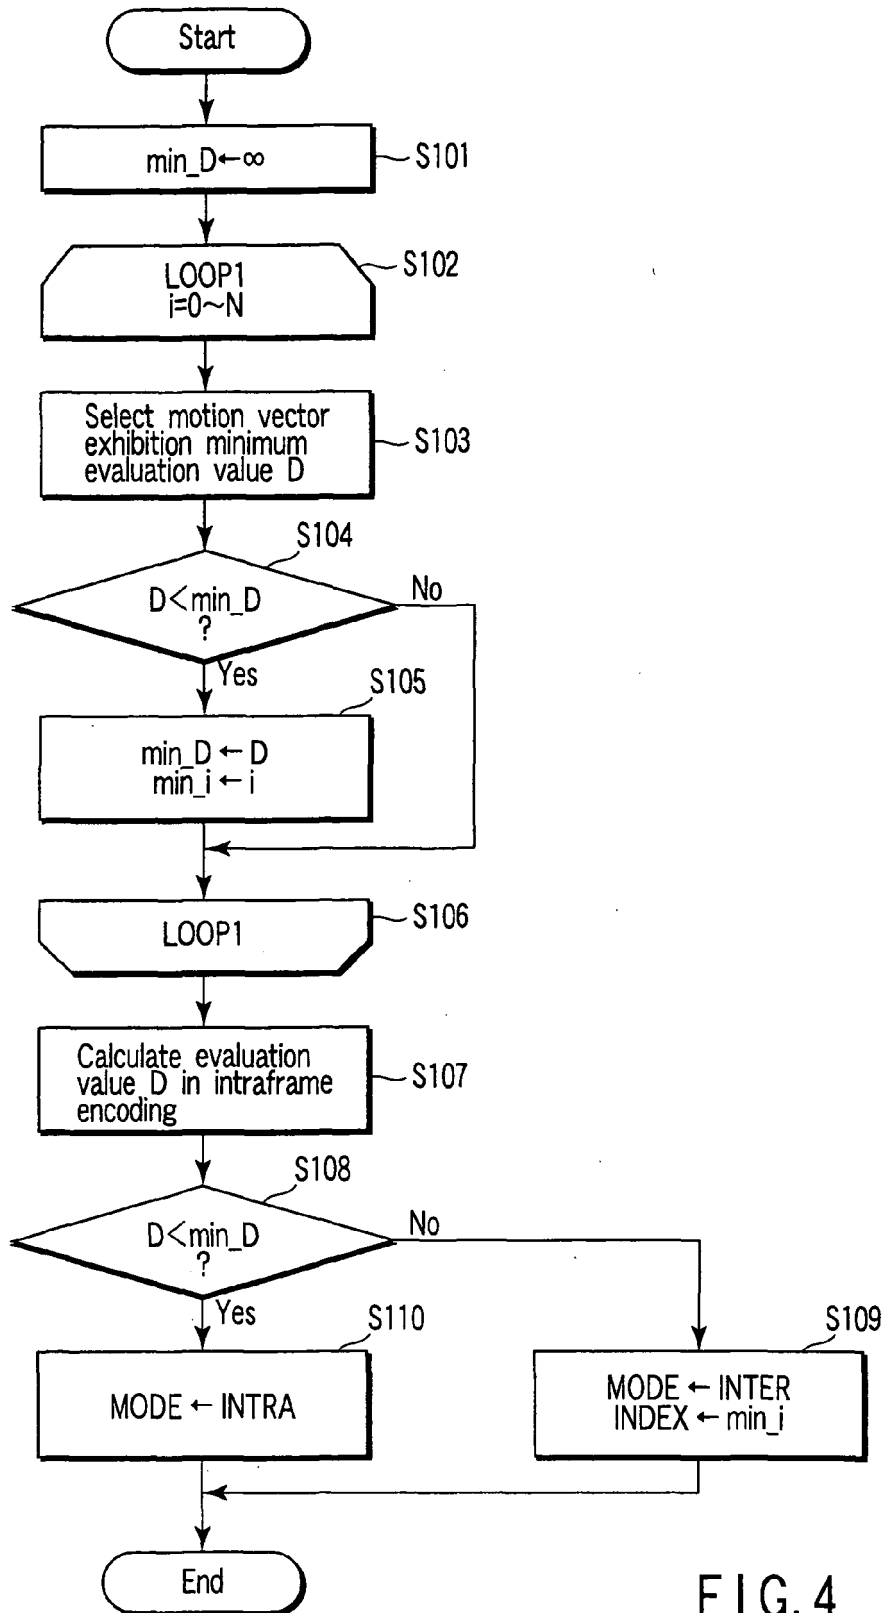 Start
min_D←∞
S101
LOOP1
i=0~N
S102
Select motion vector
exhibition minimum
evaluation value D
S103
S104
D<min_D
?
No
Yes
S105
min_D ← D
min_i ← i
LOOP1
S106
Calculate evaluation
value D in intraframe
encoding
S107
S108
D<min_D
?
No
Yes
S110
MODE ← INTRA
S109
MODE ← INTER
INDEX ← min_i
End
FIG. 4